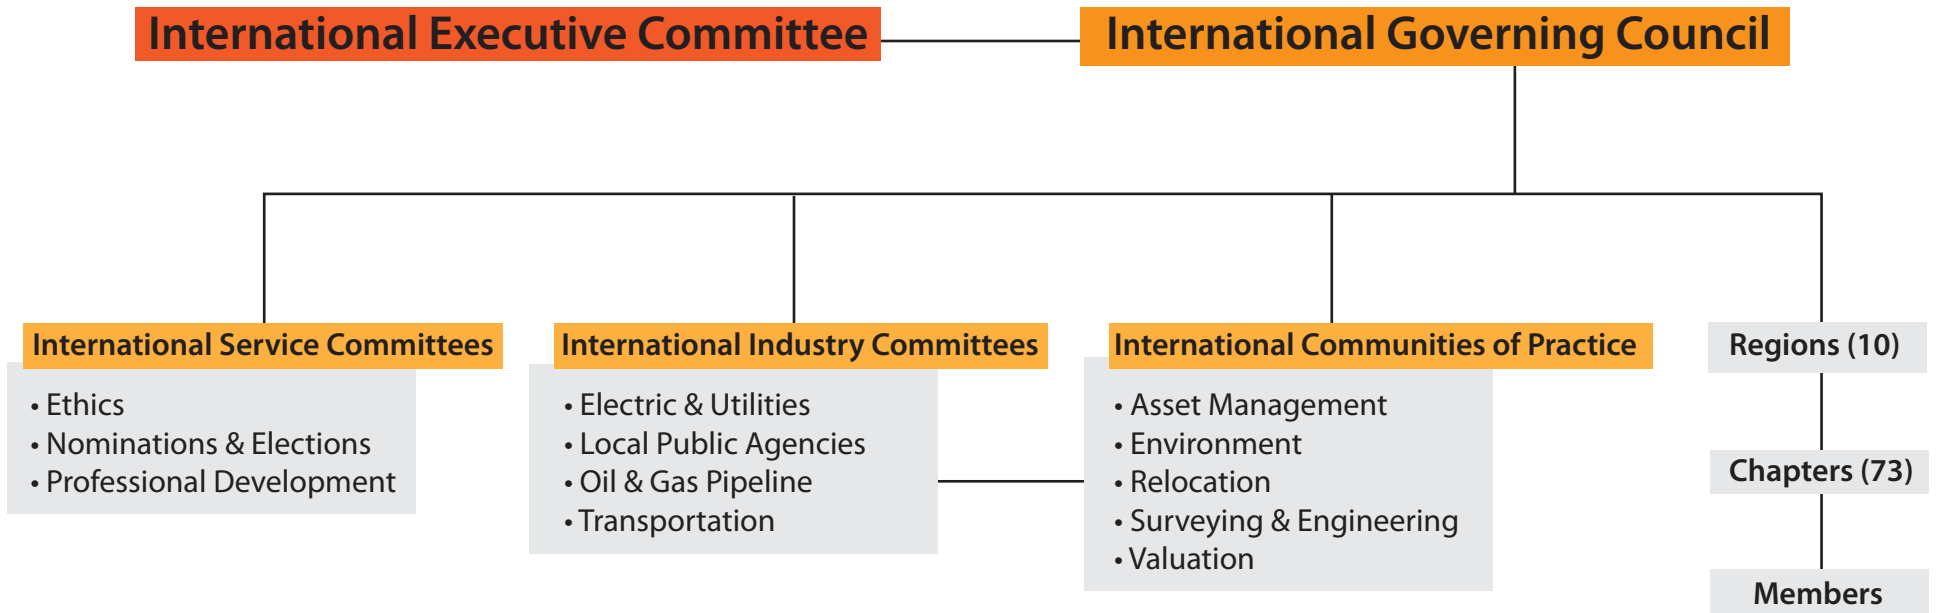 International Executive Committee
International Governing Council
International Service Committees
• Ethics
• Nominations & Elections
• Professional Development
International Industry Committees
• Electric & Utilities
• Local Public Agencies
• Oil & Gas Pipeline
• Transportation
International Communities of Practice
• Asset Management
• Environment
• Relocation
• Surveying & Engineering
• Valuation
Regions (10)
Chapters (73)
Members